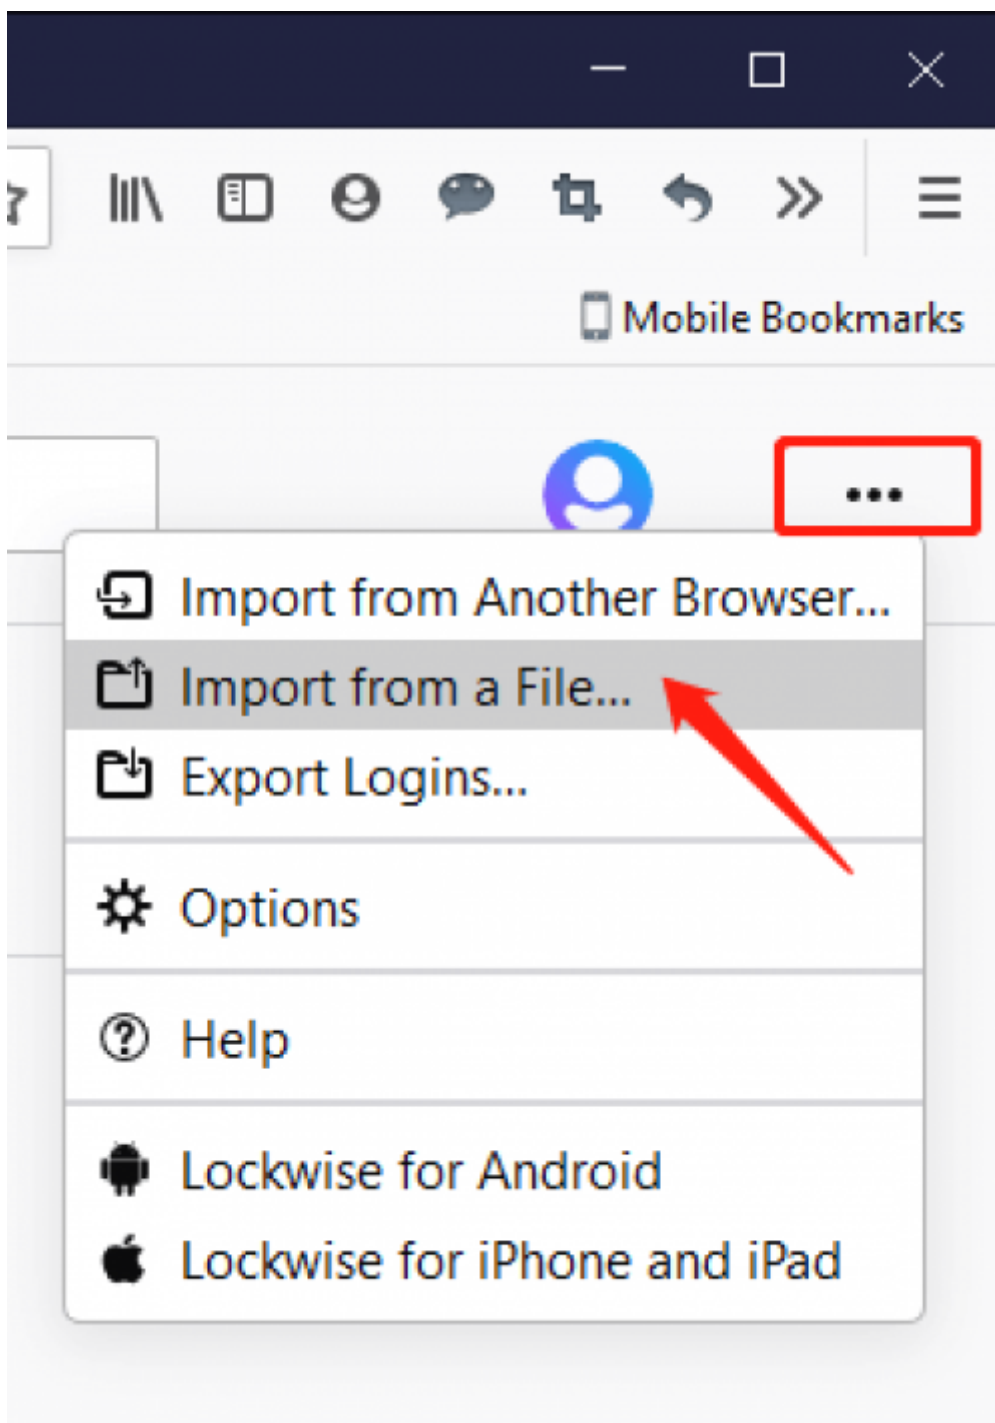 Mobile Bookmarks
Import from Another Browser...
Import from a File...
Export Logins...
Options
Help
Lockwise for Android
Lockwise for iPhone and iPad